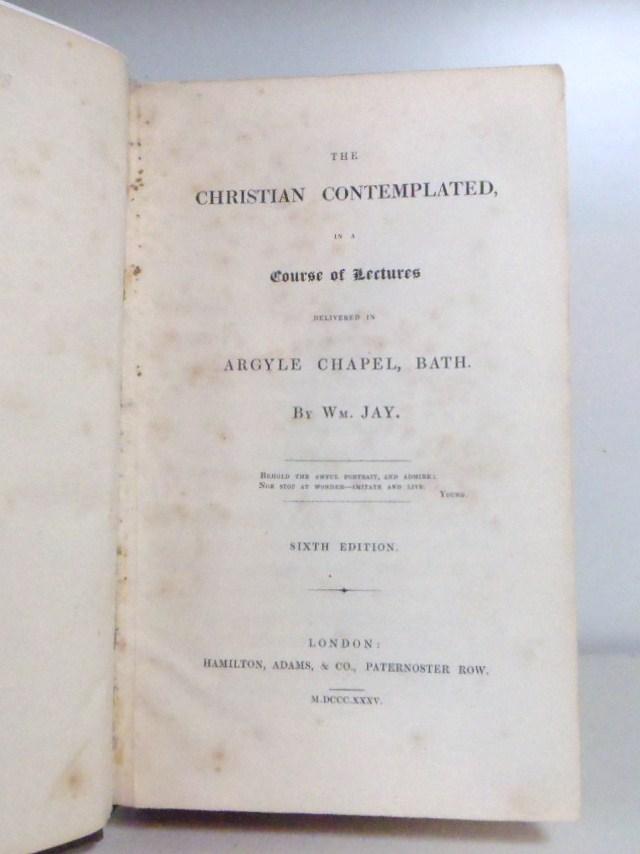 THE
CHRISTIAN CONTEMPLATED,
IN A
Course of Lectures
DELIVERED IN
ARGYLE CHAPEL, BATH.
BY WM. JAY.
BEHOLD THE AWFUL PORTRAIT, AND ADMIRE;
NOR STOP AT WONDER—IMITATE AND LIVE.
YOUNG.
SIXTH EDITION.
LONDON:
HAMILTON, ADAMS, & CO., PATERNOSTER ROW.
M.DCCC.XXXV.